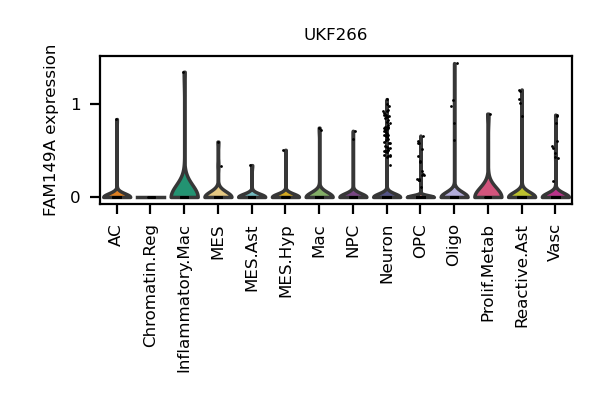 UKF266
FAM149A expression
1
0
AC
Chromatin.Reg
Inflammatory.Mac
MES
MES.Ast
MES.Hyp
Mac
NPC
Neuron
OPC
Oligo
Prolif.Metab
Reactive.Ast
Vasc